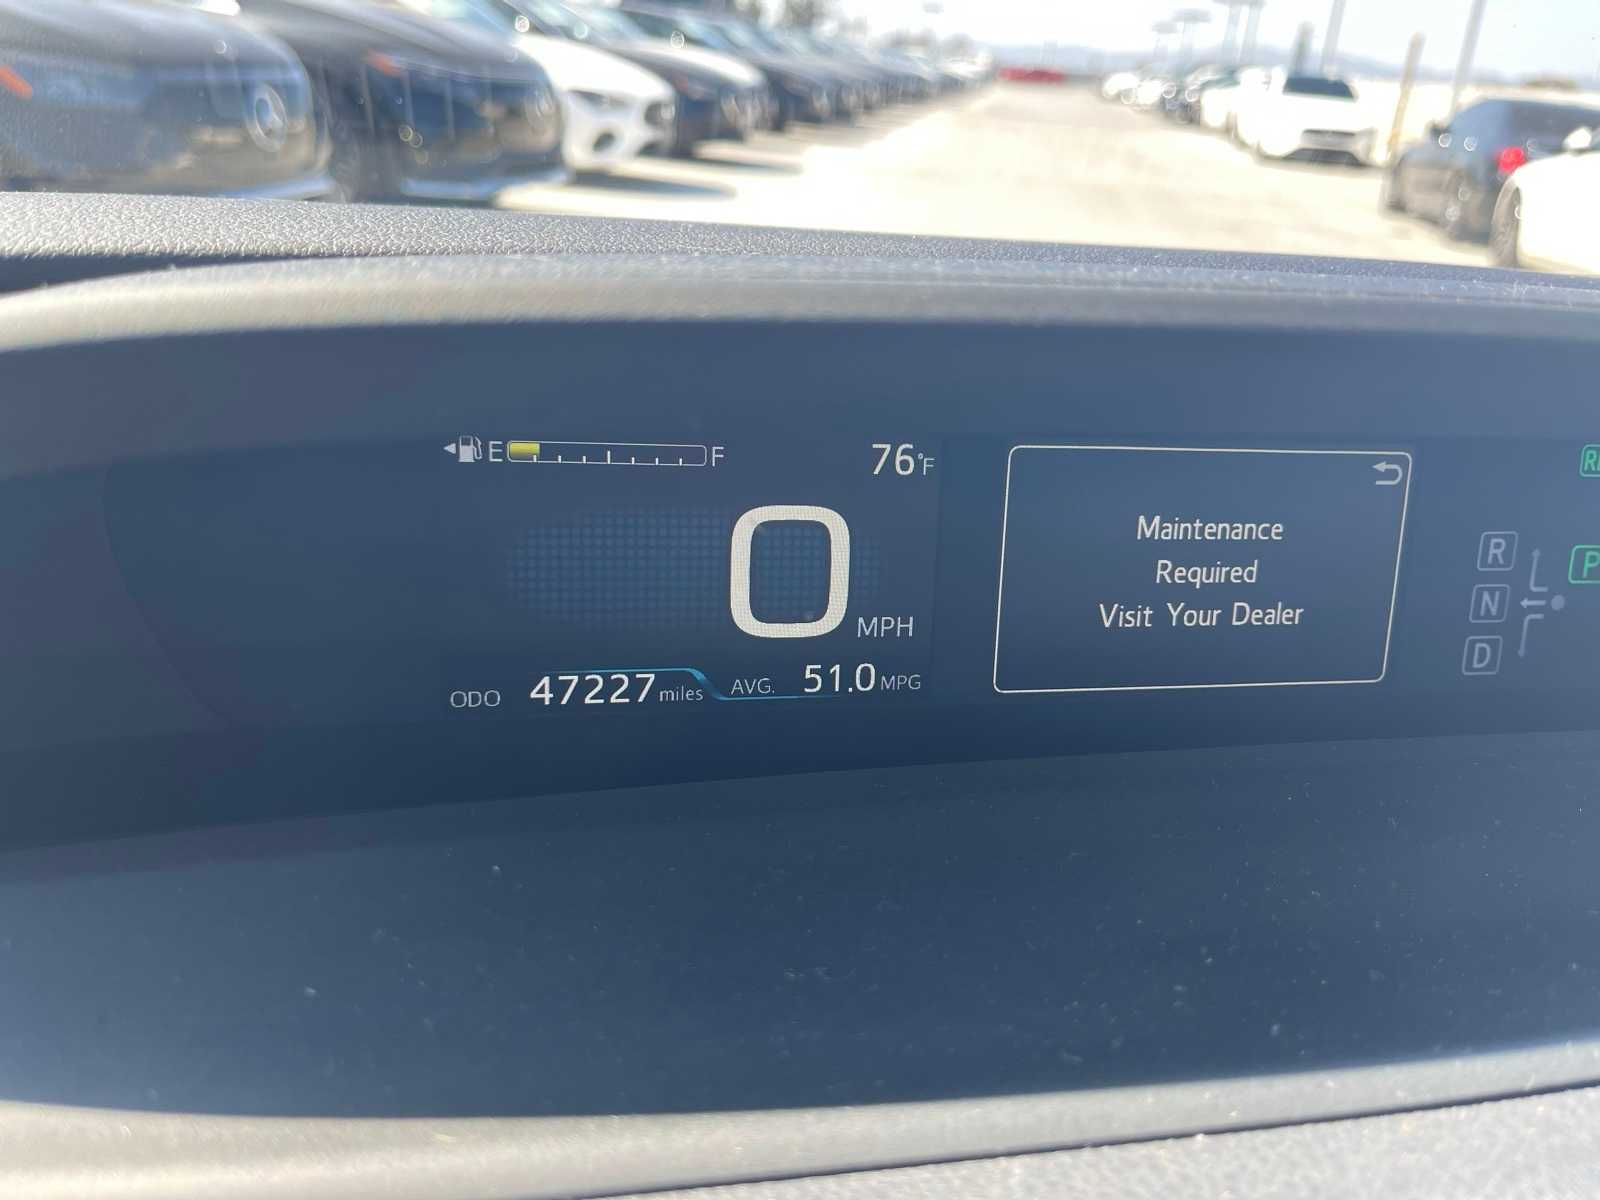 E F
76°F
0 MPH
ODO 47227 miles
AVG. 51.0 MPG
Maintenance
Required
Visit Your Dealer
R
N
D
P